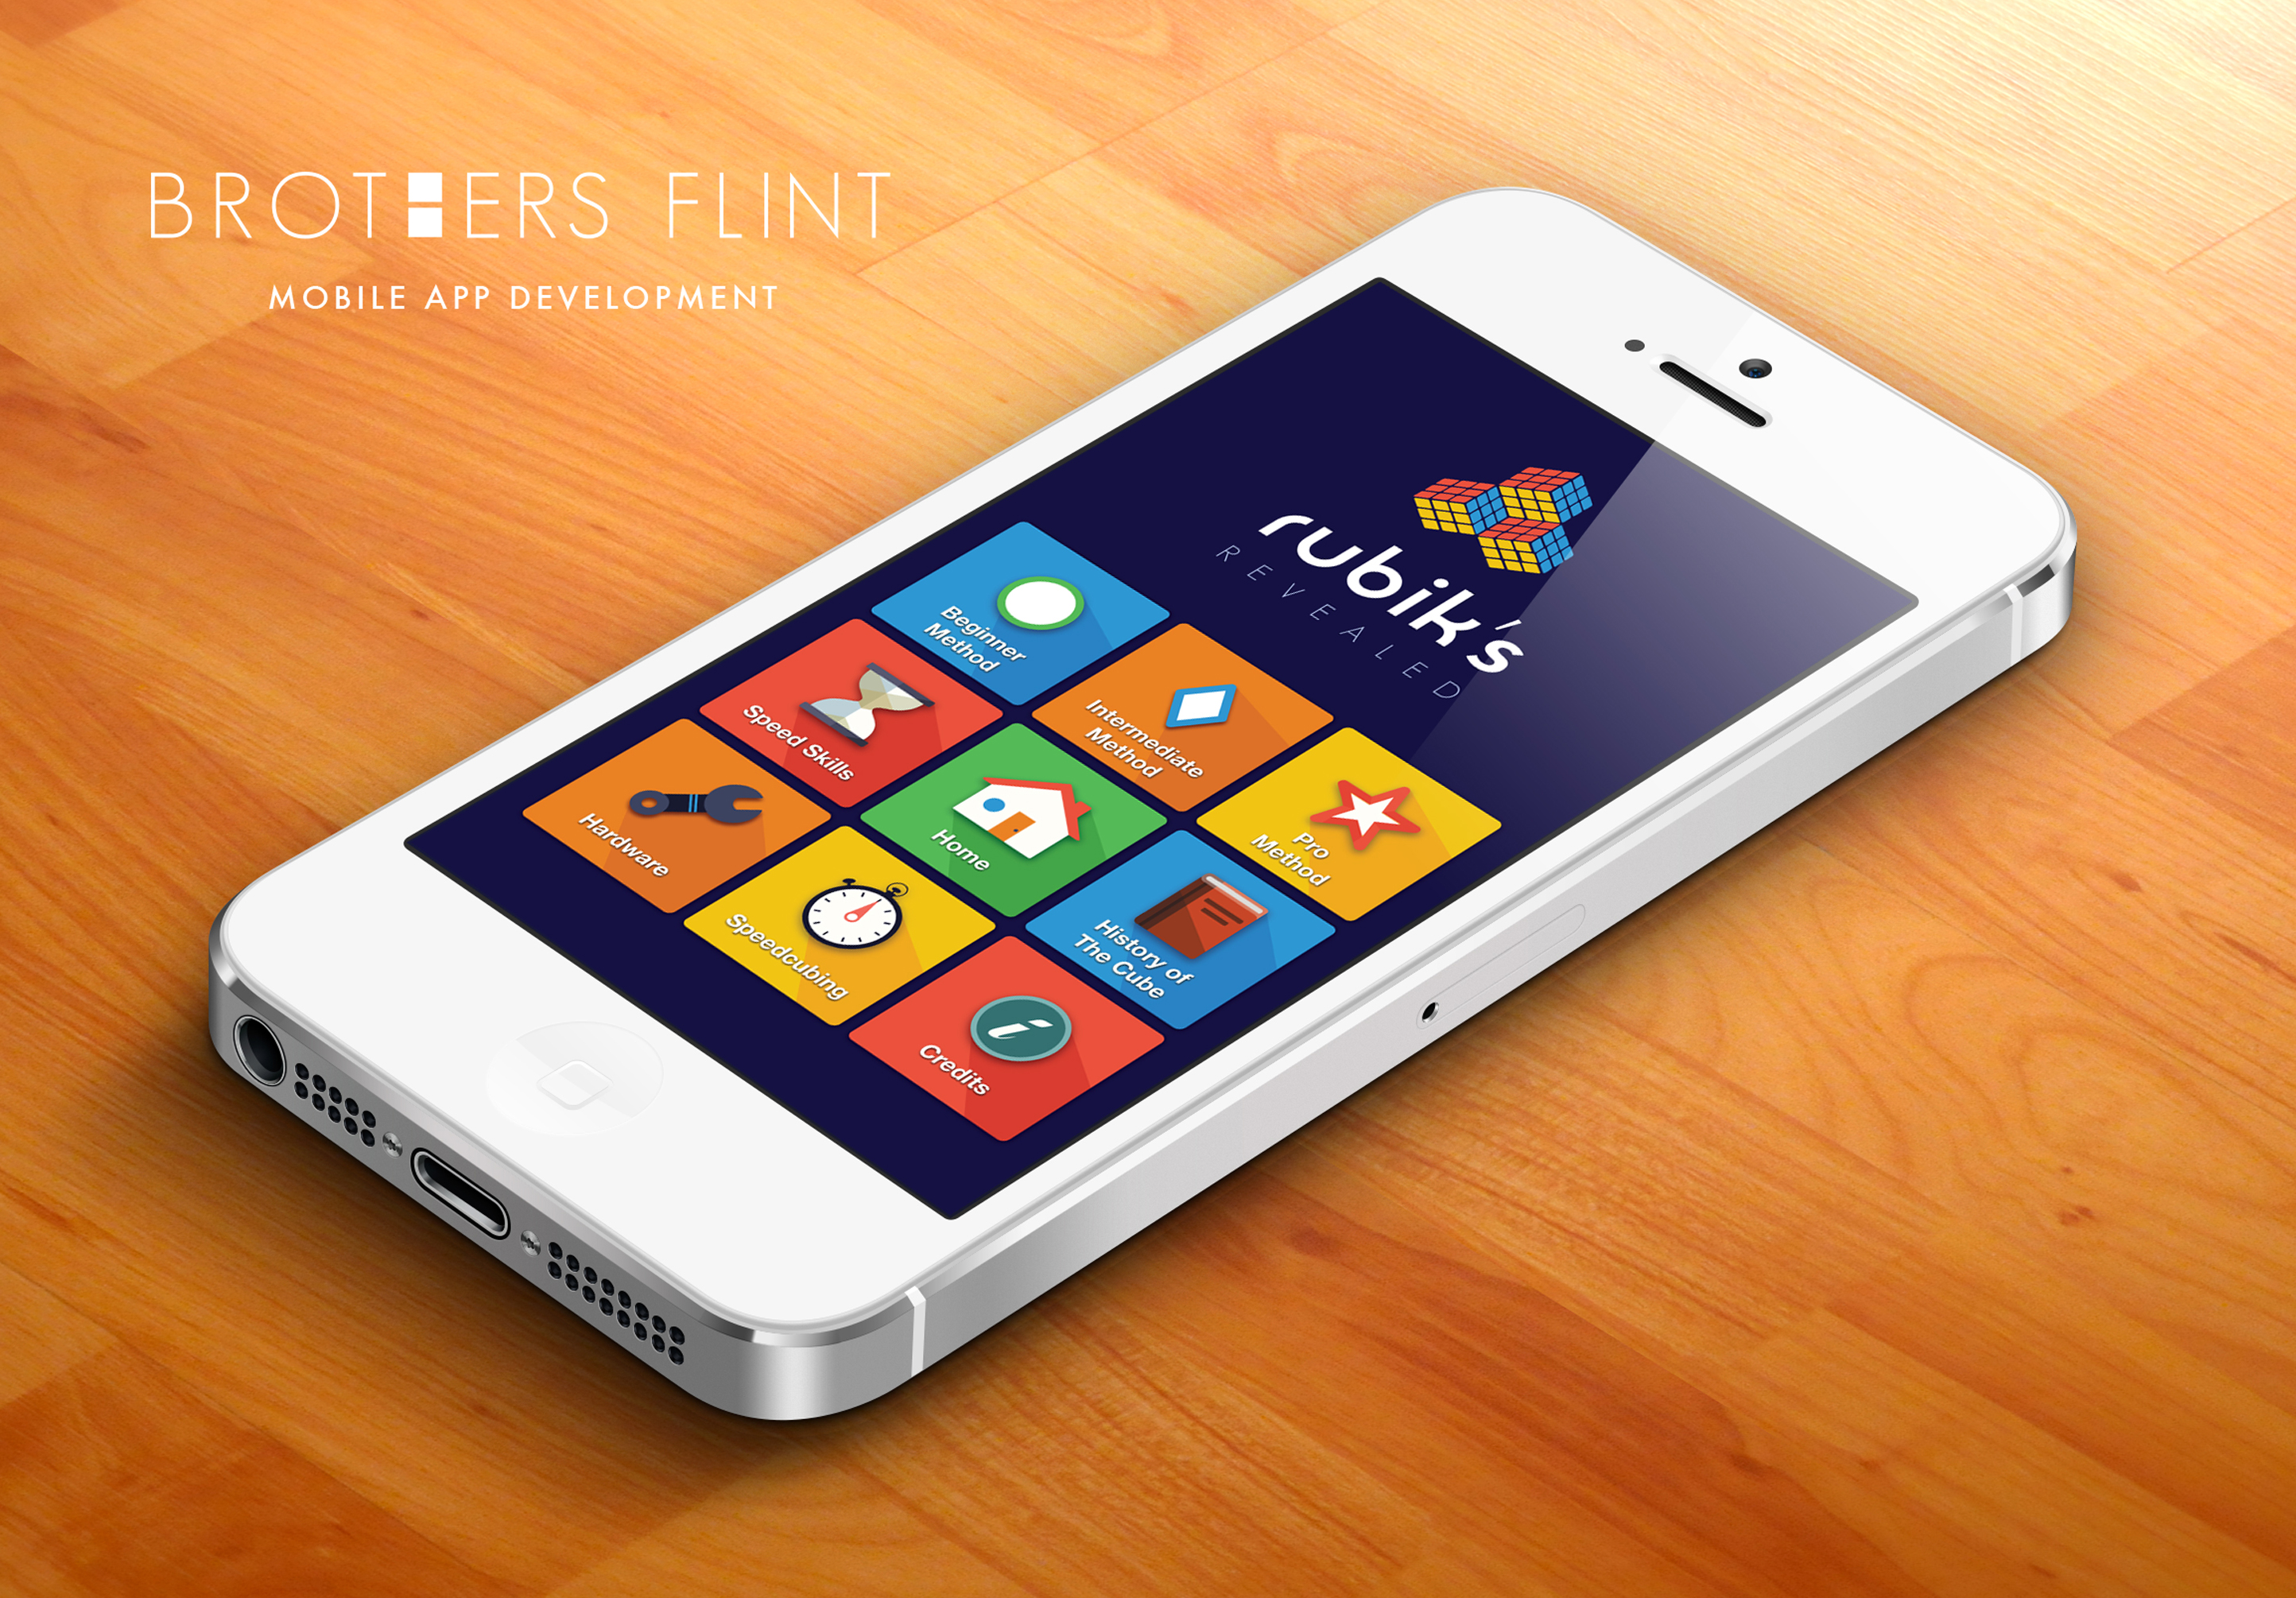 BROTHERS FLINT
MOBILE APP DEVELOPMENT
rubik's
REVEALED
Beginner
Method
Intermediate
Method
Pro
Method
Speed Skills
Home
History of
The Cube
Hardware
Speedcubing
Credits
i